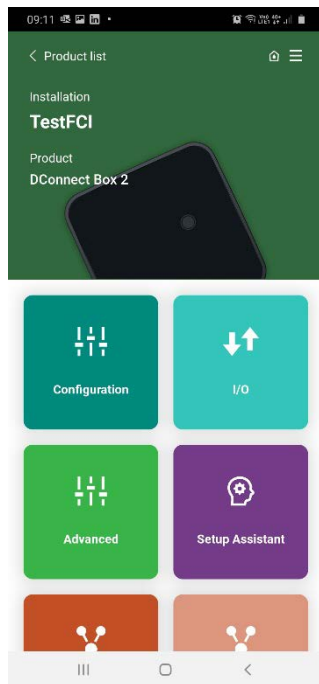 09:11
Product list
Installation
TestFCI
Product
DConnect Box 2
Configuration
I/O
Advanced
Setup Assistant